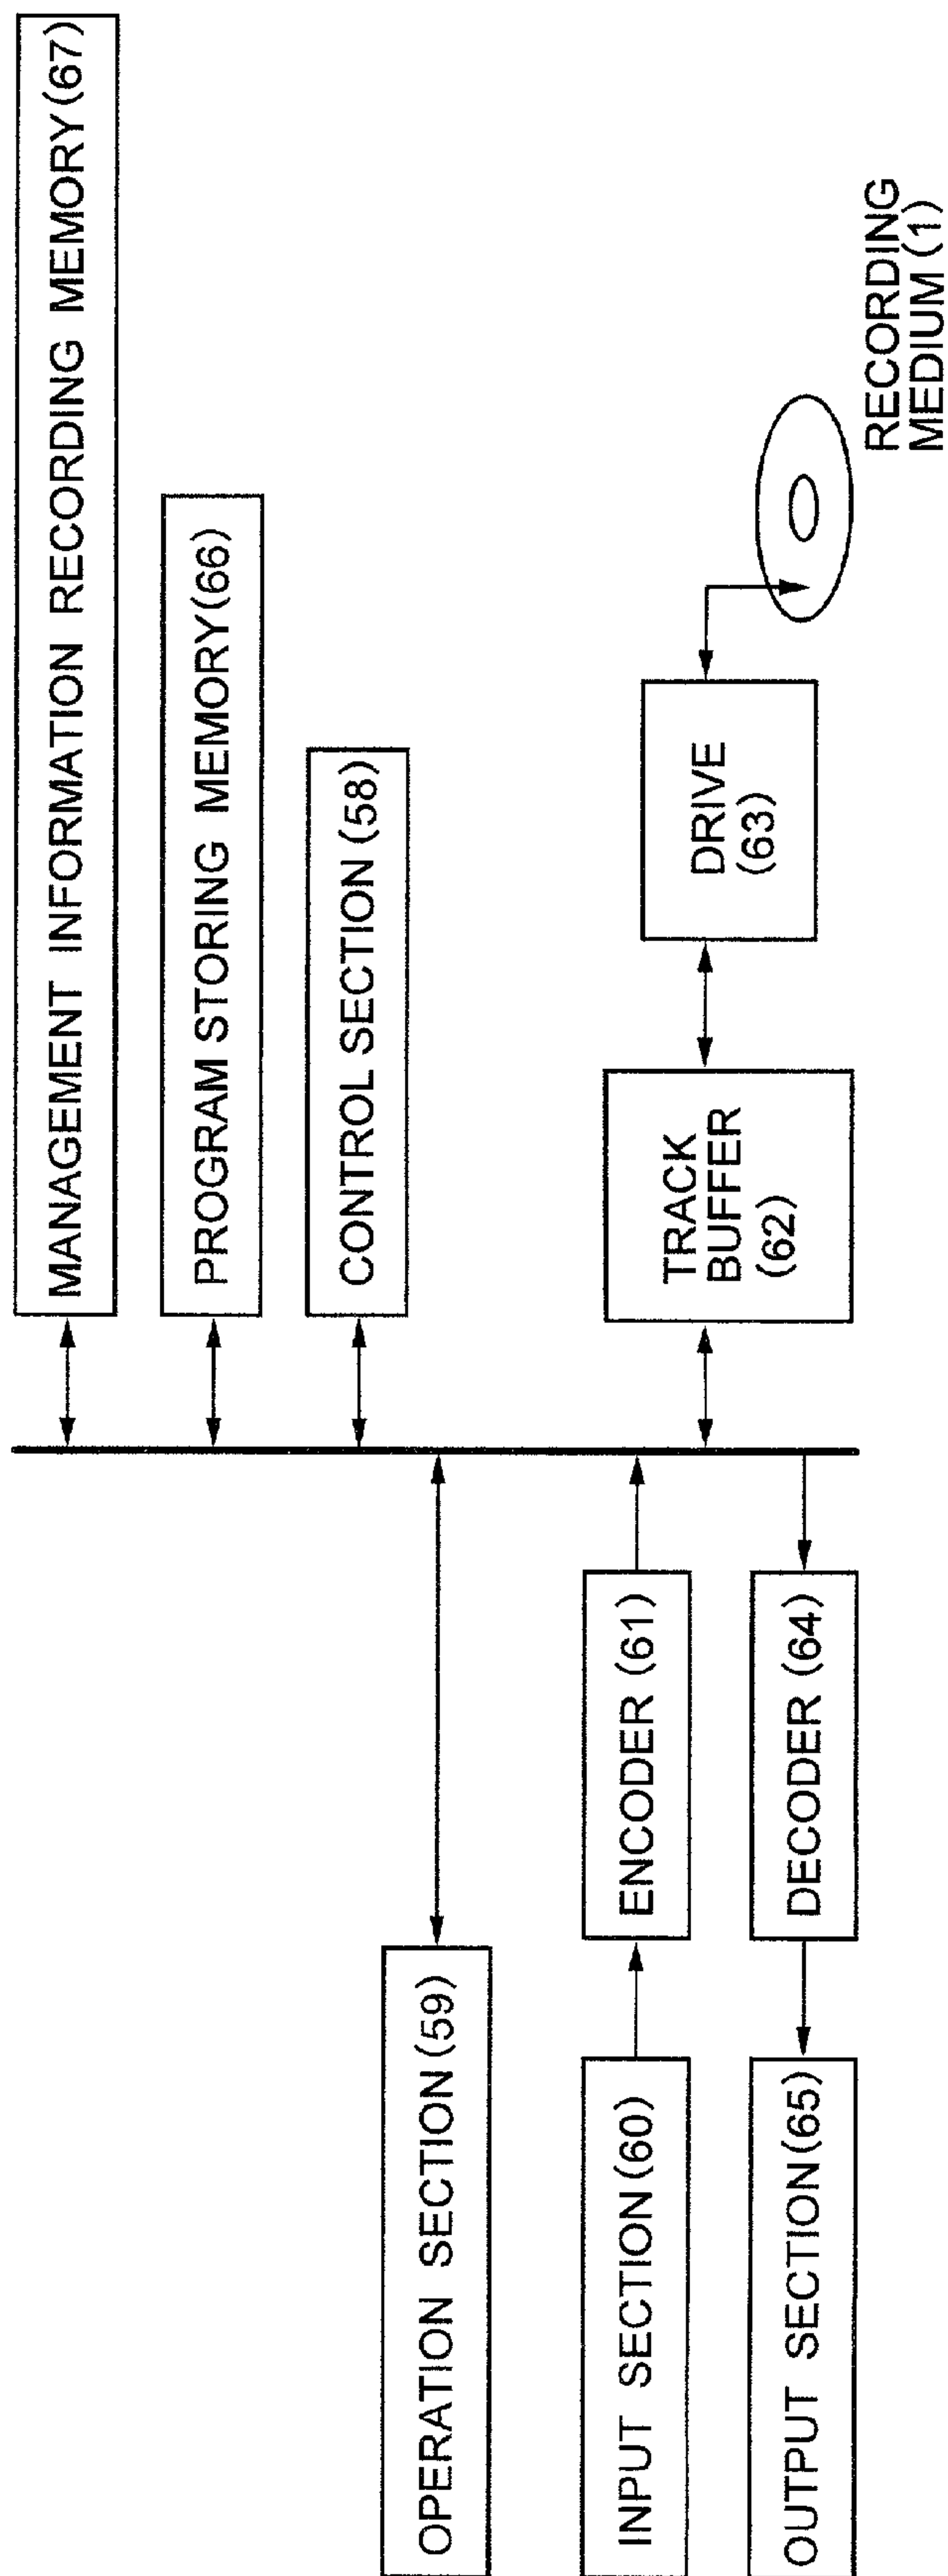 MANAGEMENT INFORMATION RECORDING MEMORY(67)
PROGRAM STORING MEMORY(66)
CONTROL SECTION (58)
OPERATION SECTION(59)
INPUT SECTION(60)
ENCODER (61)
TRACK
BUFFER
(62)
DRIVE
(63)
OUTPUT SECTION(65)
DECODER (64)
RECORDING
MEDIUM (1)